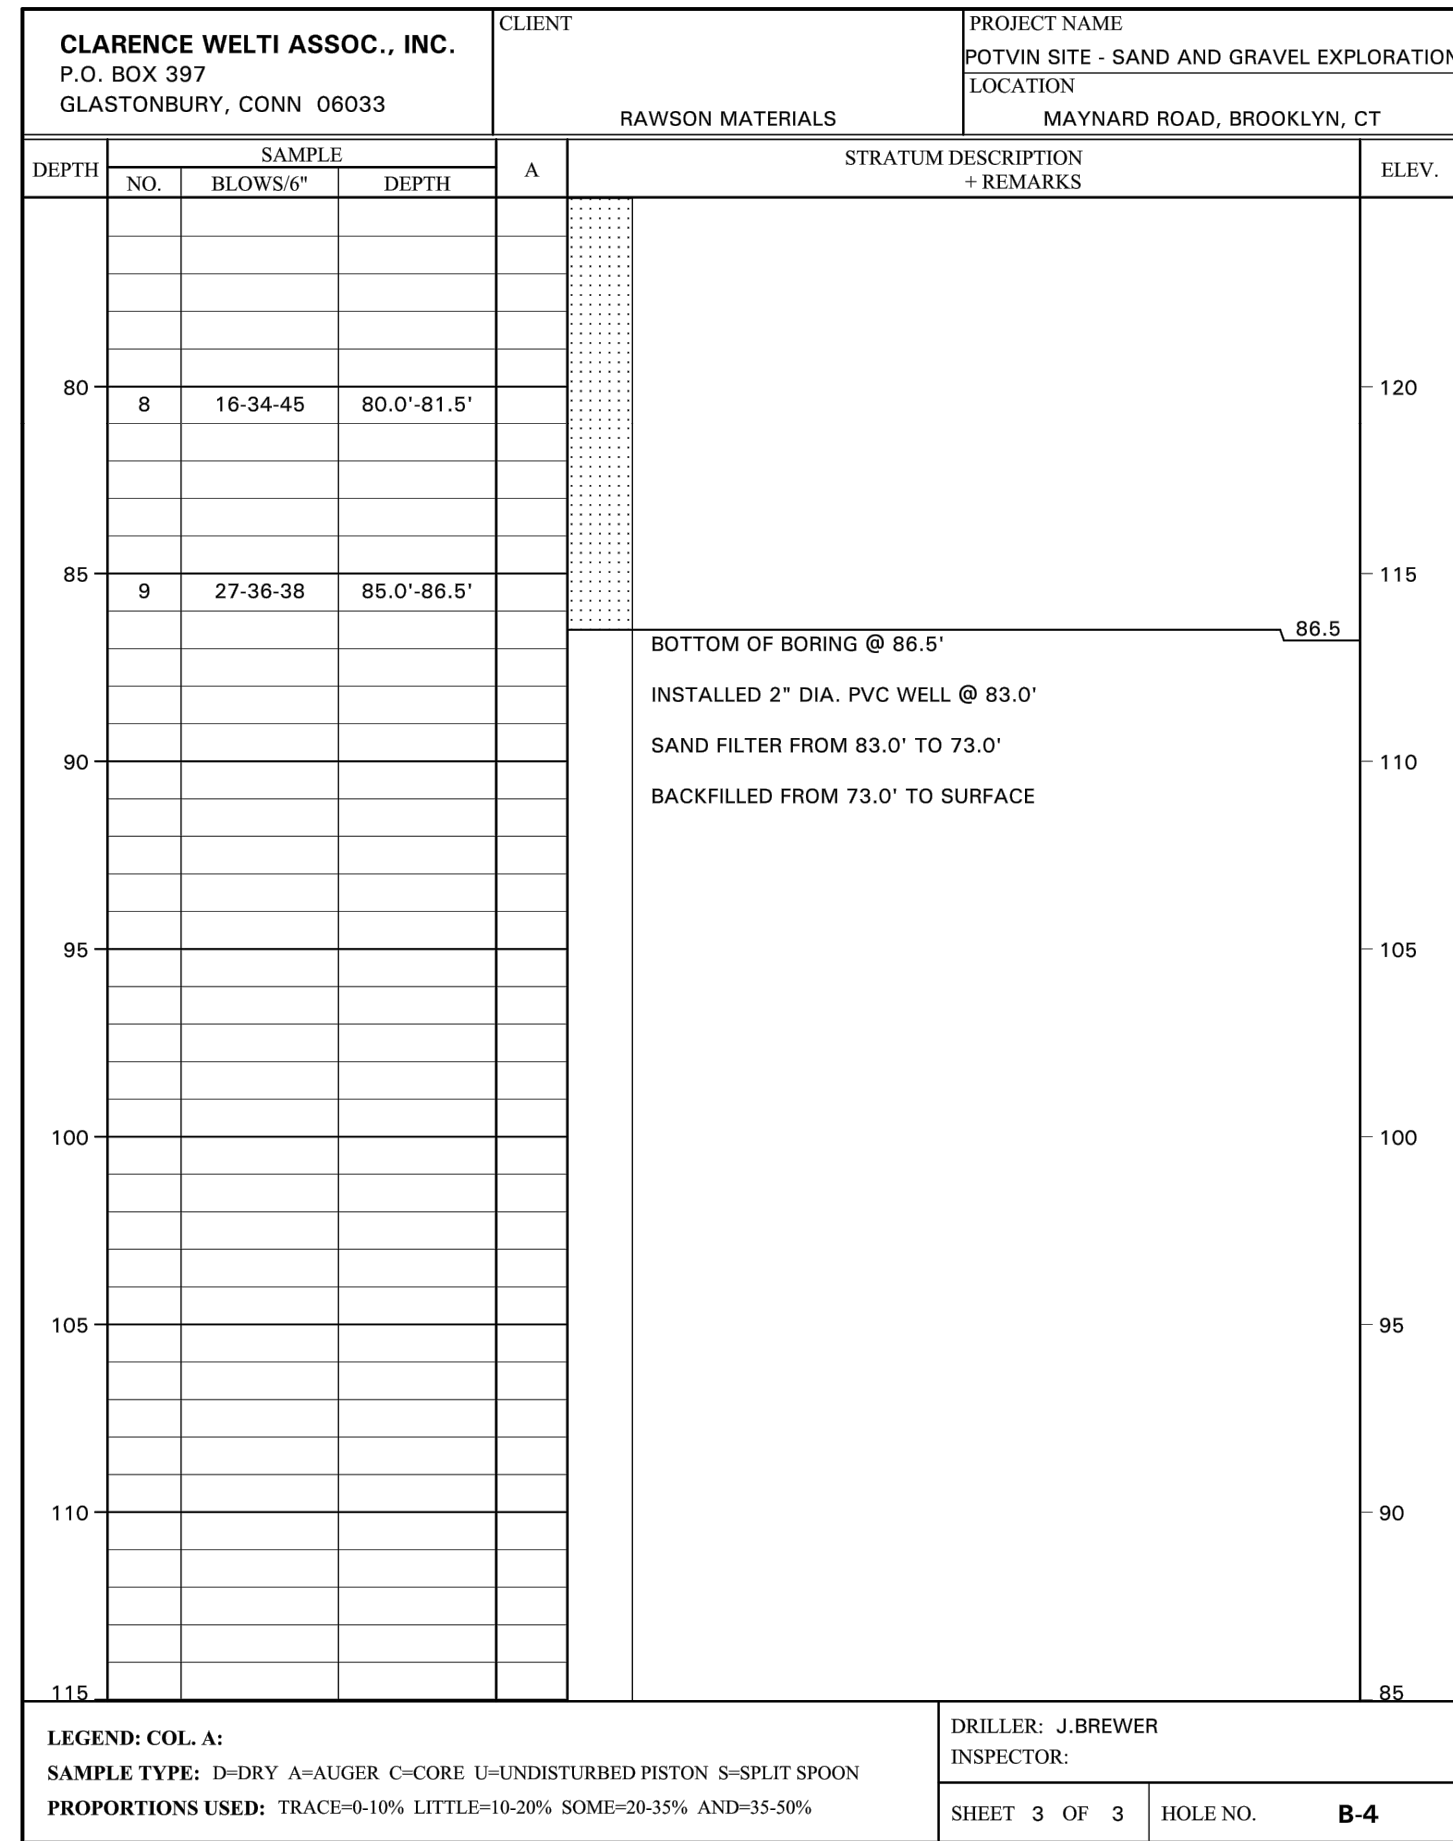 CLARENCE WELTI ASSOC., INC.
P.O. BOX 397
GLASTONBURY, CONN 06033
CLIENT
RAWSON MATERIALS
PROJECT NAME
POTVIN SITE - SAND AND GRAVEL EXPLORATION
LOCATION
MAYNARD ROAD, BROOKLYN, CT
DEPTH
SAMPLE
NO. BLOWS/6" DEPTH
A
STRATUM DESCRIPTION
+ REMARKS
ELEV.
80 120
8 16-34-45 80.0'-81.5'
85 115
9 27-36-38 85.0'-86.5'
86.5
BOTTOM OF BORING @ 86.5'
INSTALLED 2" DIA. PVC WELL @ 83.0'
SAND FILTER FROM 83.0' TO 73.0'
90 110
BACKFILLED FROM 73.0' TO SURFACE
95 105
100 100
105 95
110 90
115 85
LEGEND: COL. A:
SAMPLE TYPE: D=DRY A=AUGER C=CORE U=UNDISTURBED PISTON S=SPLIT SPOON
PROPORTIONS USED: TRACE=0-10% LITTLE=10-20% SOME=20-35% AND=35-50%
DRILLER: J.BREWER
INSPECTOR:
SHEET 3 OF 3
HOLE NO. B-4